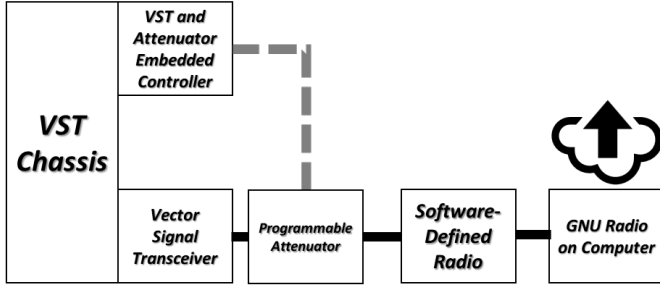 VST
Chassis
VST and
Attenuator
Embedded
Controller
Vector
Signal
Transceiver
Programmable
Attenuator
Software-
Defined
Radio
GNU Radio
on Computer